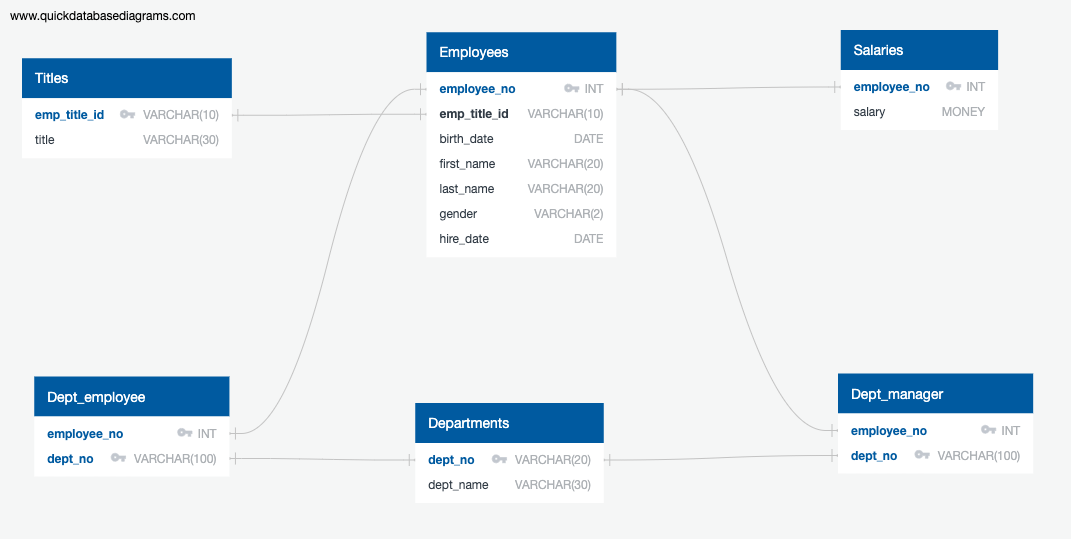 www.quickdatabasediagrams.com
Titles
emp_title_id VARCHAR(10)
title VARCHAR(30)
Employees
employee_no INT
emp_title_id VARCHAR(10)
birth_date DATE
first_name VARCHAR(20)
last_name VARCHAR(20)
gender VARCHAR(2)
hire_date DATE
Salaries
employee_no INT
salary MONEY
Dept_employee
employee_no INT
dept_no VARCHAR(100)
Departments
dept_no VARCHAR(20)
dept_name VARCHAR(30)
Dept_manager
employee_no INT
dept_no VARCHAR(100)